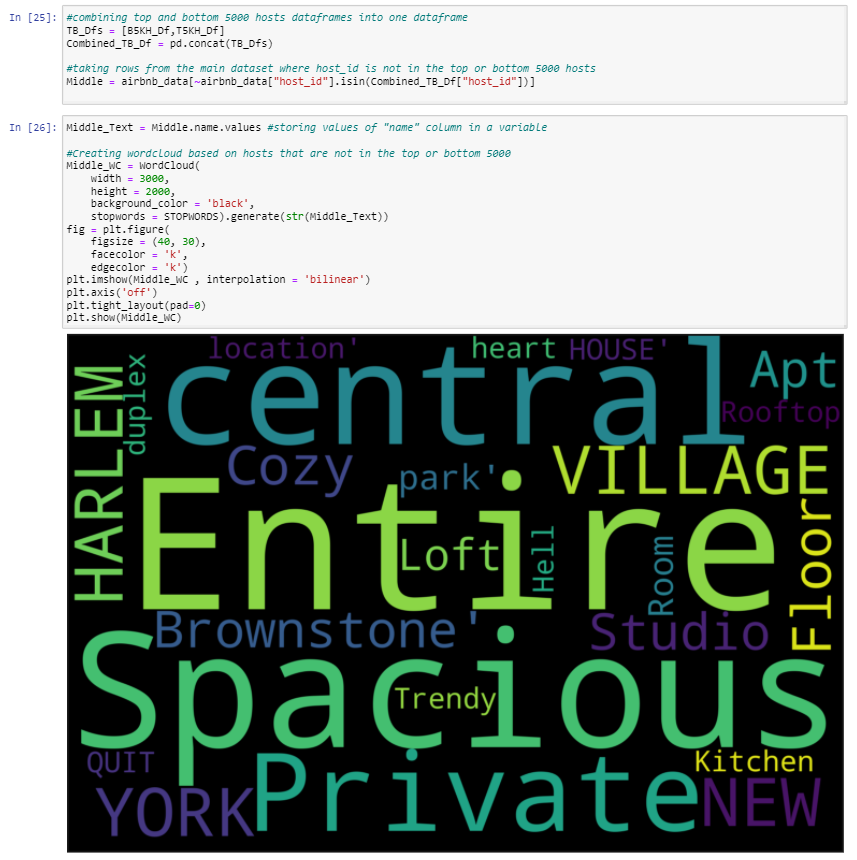 In [25]: #combining top and bottom 5000 hosts dataframes into one dataframe
TB_Dfs = [B5KH_Df,T5KH_Df]
Combined_TB_Df = pd.concat(TB_Dfs)
#taking rows from the main dataset where host_id is not in the top or bottom 5000 hosts
Middle = airbnb_data[~airbnb_data["host_id"].isin(Combined_TB_Df["host_id"])]
In [26]: Middle_Text = Middle.name.values #storing values of "name" column in a variable
#Creating wordcloud based on hosts that are not in the top or bottom 5000
Middle_WC = WordCloud(
width = 3000,
height = 2000,
background_color = 'black',
stopwords = STOPWORDS).generate(str(Middle_Text))
fig = plt.figure(
figsize = (40, 30),
facecolor = 'k',
edgecolor = 'k')
plt.imshow(Middle_WC , interpolation = 'bilinear')
plt.axis('off')
plt.tight_layout(pad=0)
plt.show(Middle_WC)
location'
heart
HOUSE'
HARLEM
duplex
central
Apt
Rooftop
Cozy
park'
VILLAGE
Entire
Loft
Hell
Room
Floor
Brownstone'
Studio
Spacious
Trendy
QUIT
Kitchen
YORK
Private
NEW